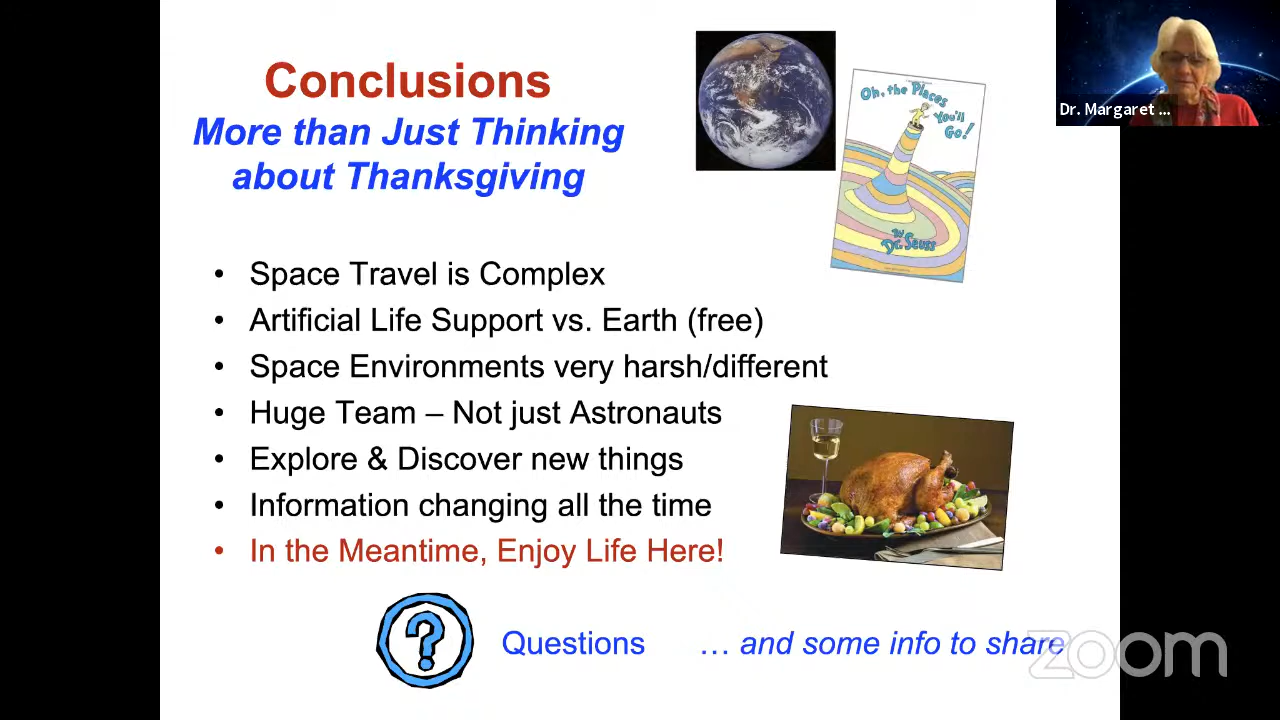 Conclusions
More than Just Thinking
about Thanksgiving
Oh, the Places
You'll
Go!
by
Dr. Seuss
Dr. Margaret ...
• Space Travel is Complex
• Artificial Life Support vs. Earth (free)
• Space Environments very harsh/different
• Huge Team – Not just Astronauts
• Explore & Discover new things
• Information changing all the time
• In the Meantime, Enjoy Life Here!
?
Questions … and some info to share
zoom